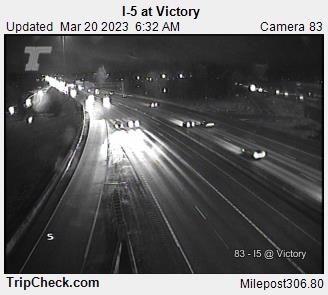 I-5 at Victory
Updated Mar 20 2023 6:32 AM Camera 83
T
S
83 - I5 @ Victory
TripCheck.com Milepost306.80